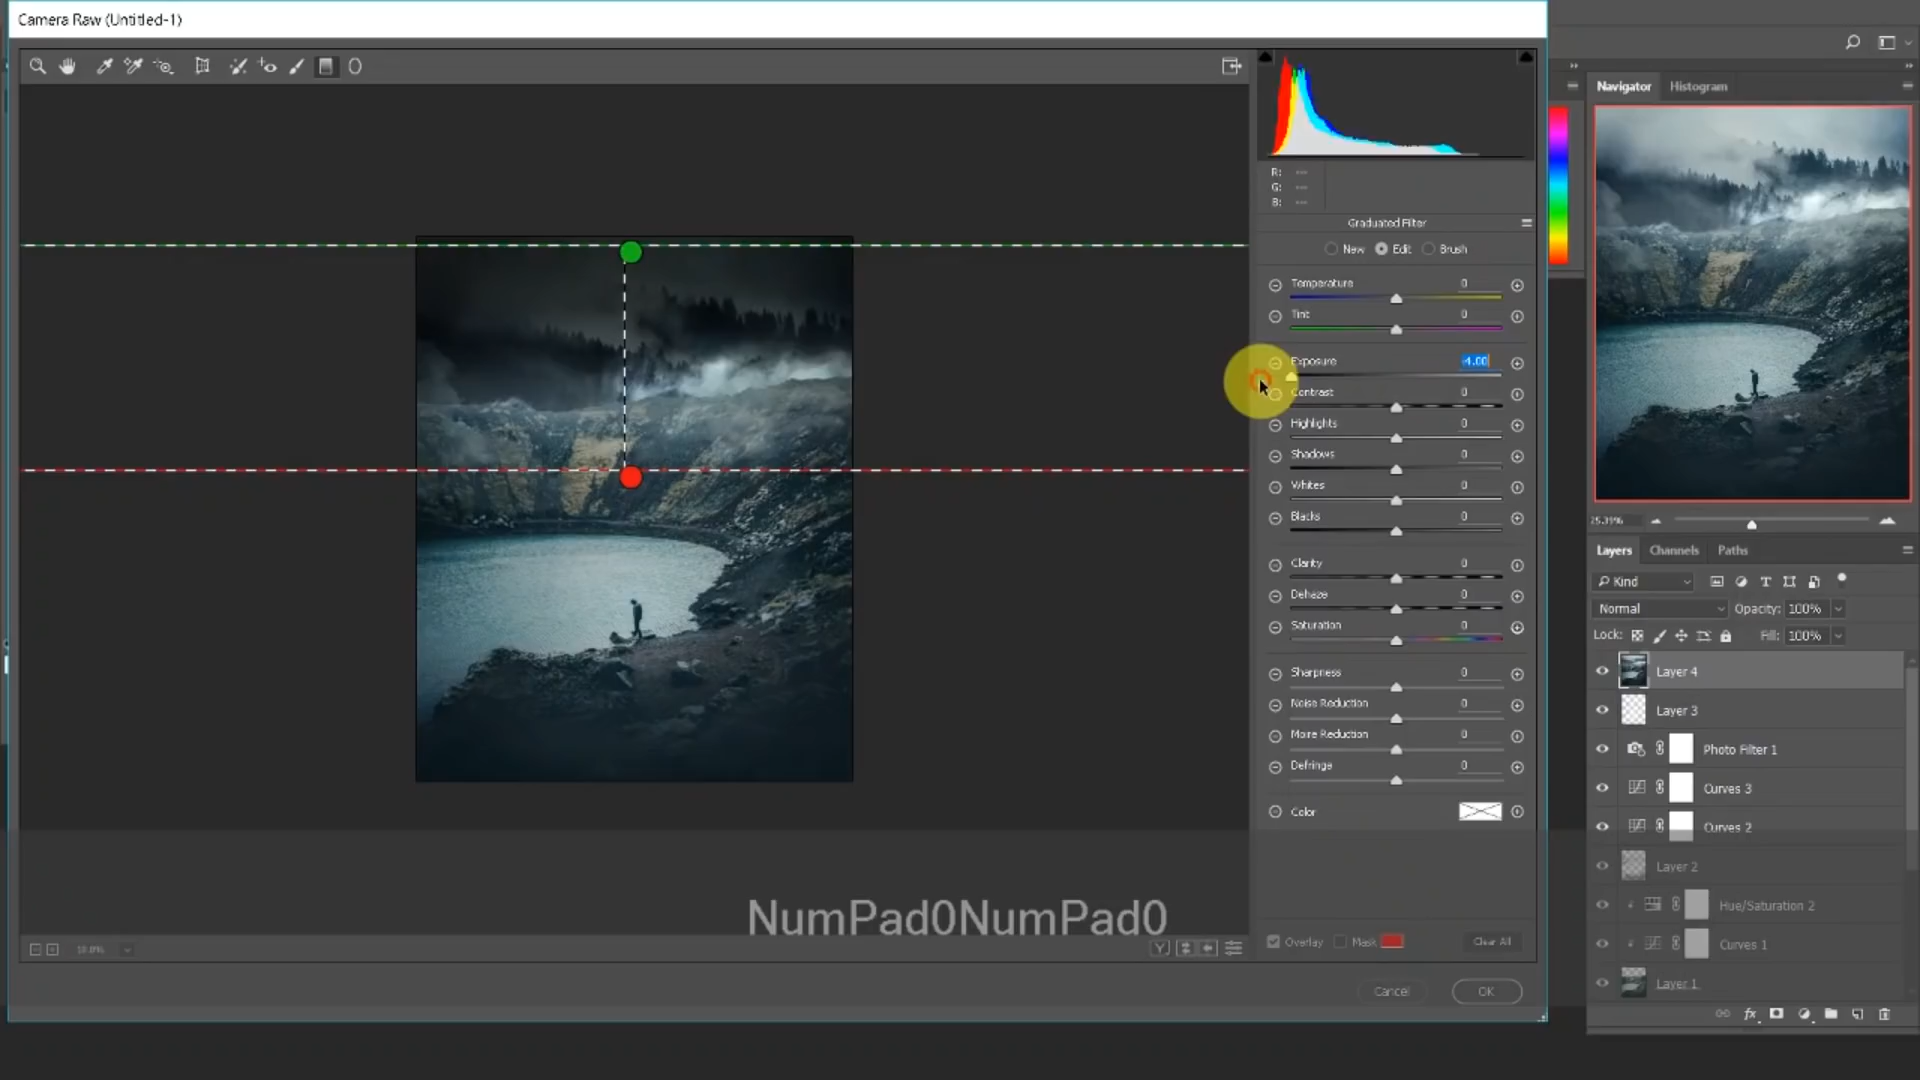 Camera Raw (Untitled-1)
Navigator
Histogram
R: ---
G: ---
B: ---
Graduated Filter
New
Edit
Brush
Temperature 0
Tint 0
Exposure -4.00
Contrast 0
Highlights 0
Shadows 0
Whites 0
Blacks 0
Clarity 0
Dehaze 0
Saturation 0
Sharpness 0
Noise Reduction 0
More Reduction 0
Defringe 0
Color
25.39%
Layers
Channels
Paths
Kind
Normal
Opacity: 100%
Lock:
Fill: 100%
Layer 4
Layer 3
Photo Filter 1
Curves 3
Curves 2
Layer 2
Hue/Saturation 2
Curves 1
Layer 1
fx
NumPad0NumPad0
Y
Overlay
Mask
Clear All
Cancel
OK